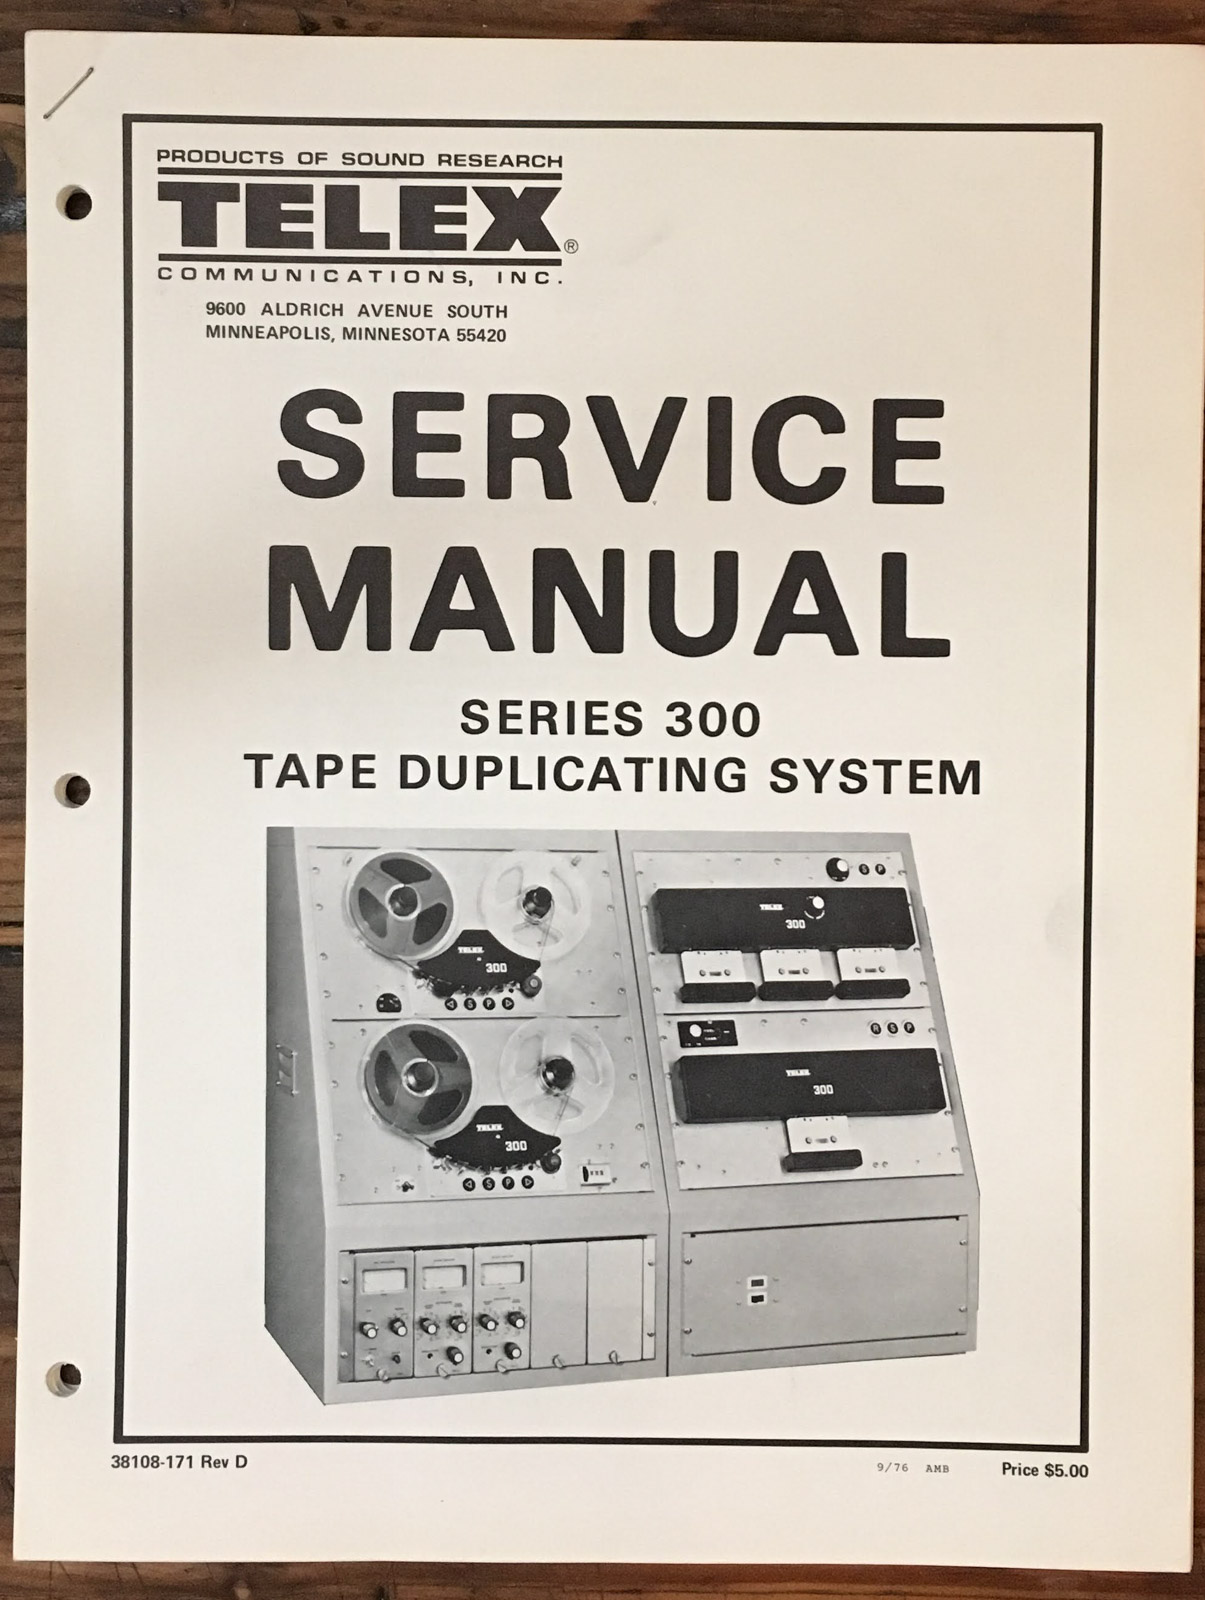 PRODUCTS OF SOUND RESEARCH
TELEX®
COMMUNICATIONS, INC.
9600 ALDRICH AVENUE SOUTH
MINNEAPOLIS, MINNESOTA 55420
SERVICE
MANUAL
SERIES 300
TAPE DUPLICATING SYSTEM
TELEX
300
S P
TELEX
300
S P
TELEX
300
R S P
TELEX
300
S P
38108-171 Rev D
9/76 AMB
Price $5.00